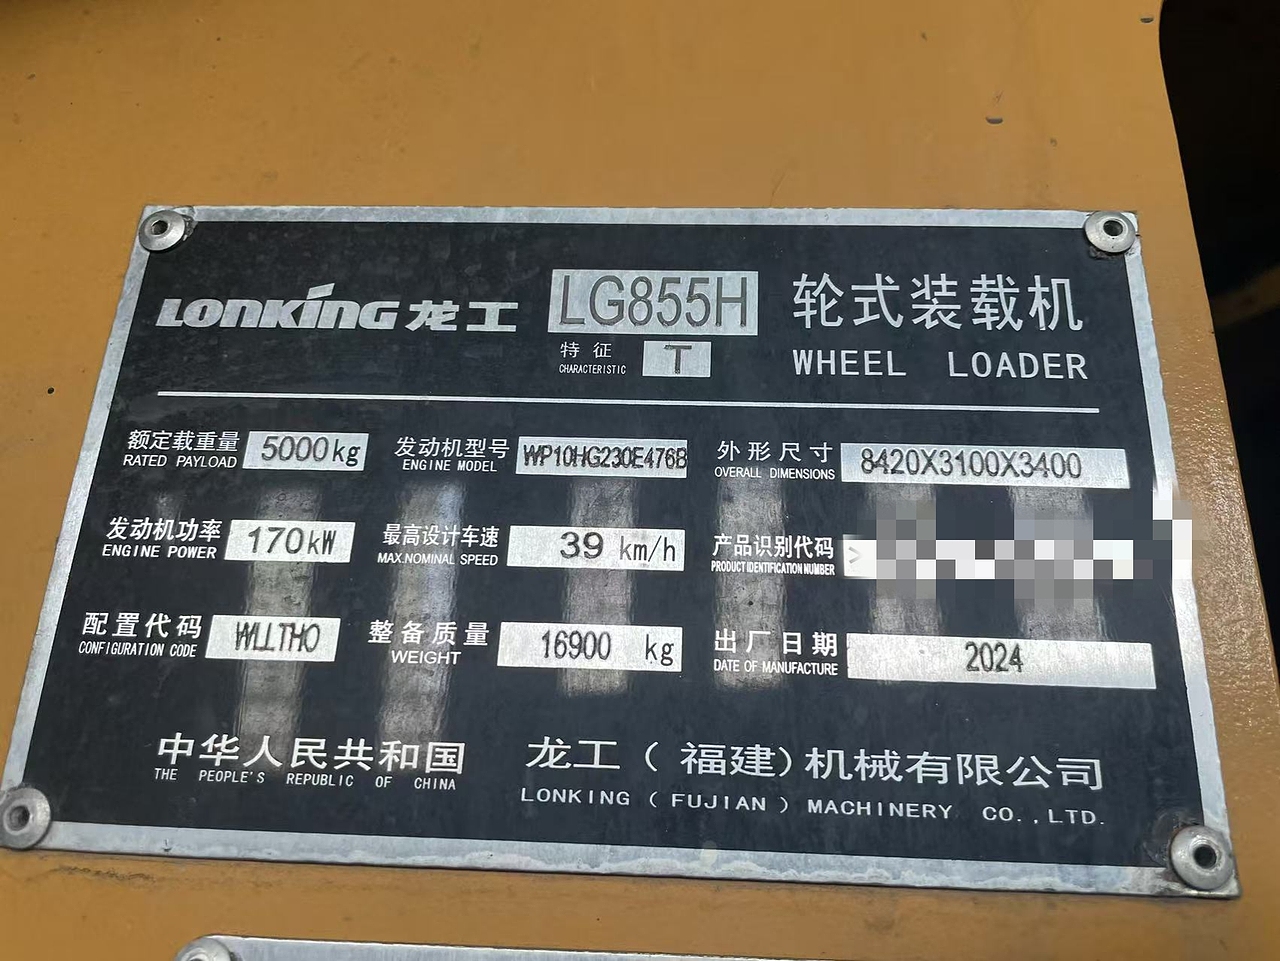 LONKING 龙工 LG855H 轮式装载机
特征 T
CHARACTERISTIC
WHEEL LOADER
额定载重量 5000kg
RATED PAYLOAD
发动机型号 WP10HG230E476B
ENGINE MODEL
外形尺寸 8420X3100X3400
OVERALL DIMENSIONS
发动机功率 170kW
ENGINE POWER
最高设计车速 39 km/h
MAX.NOMINAL SPEED
产品识别代码
PRODUCT IDENTIFICATION NUMBER
配置代码 WLLTHO
CONFIGURATION CODE
整备质量 16900 kg
WEIGHT
出厂日期 2024
DATE OF MANUFACTURE
中华人民共和国
THE PEOPLE'S REPUBLIC OF CHINA
龙工(福建)机械有限公司
LONKING (FUJIAN) MACHINERY CO.,LTD.